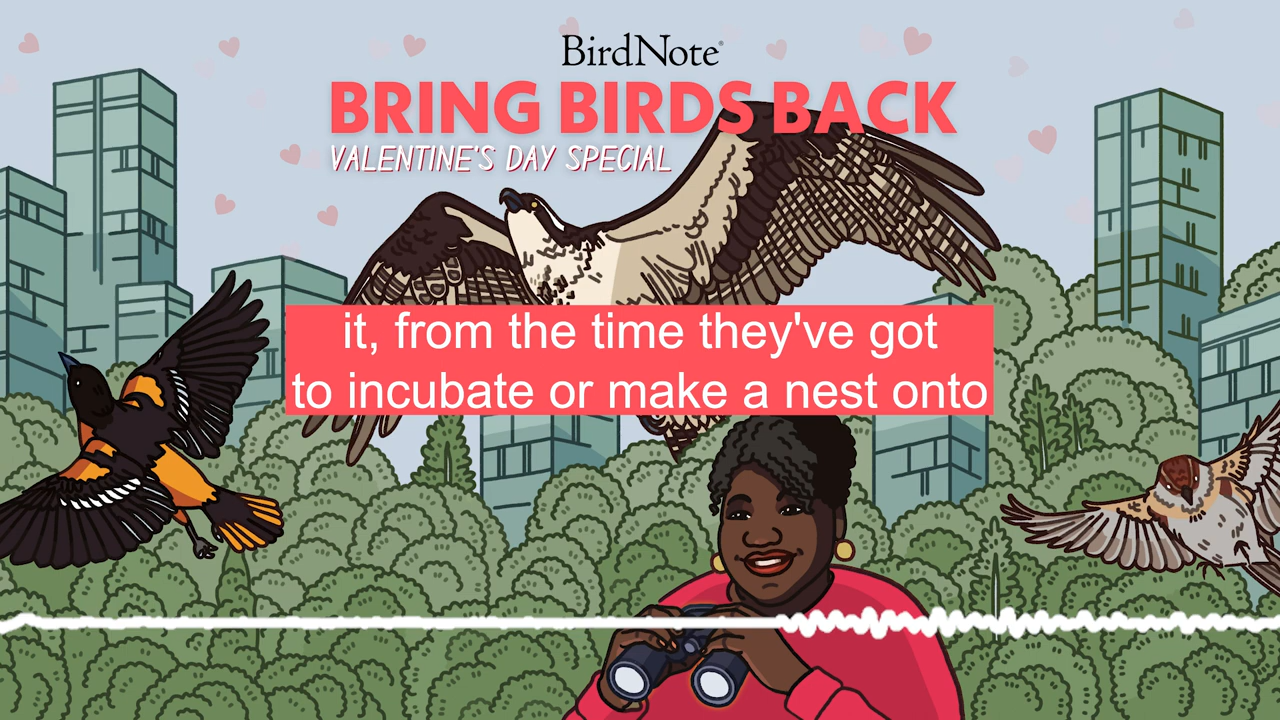 BirdNote®
BRING BIRDS BACK
VALENTINE'S DAY SPECIAL
it, from the time they've got
to incubate or make a nest onto